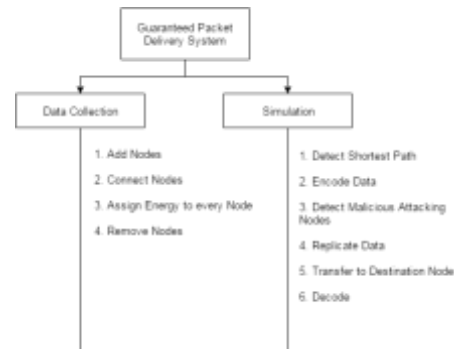 Guaranteed Packet
Delivery System
Data Collection
Simulation
1. Add Nodes
2. Connect Nodes
3. Assign Energy to every Node
4. Remove Nodes
1. Detect Shortest Path
2. Encode Data
3. Detect Malicious Attacking
Nodes
4. Replicate Data
5. Transfer to Destination Node
6. Decode